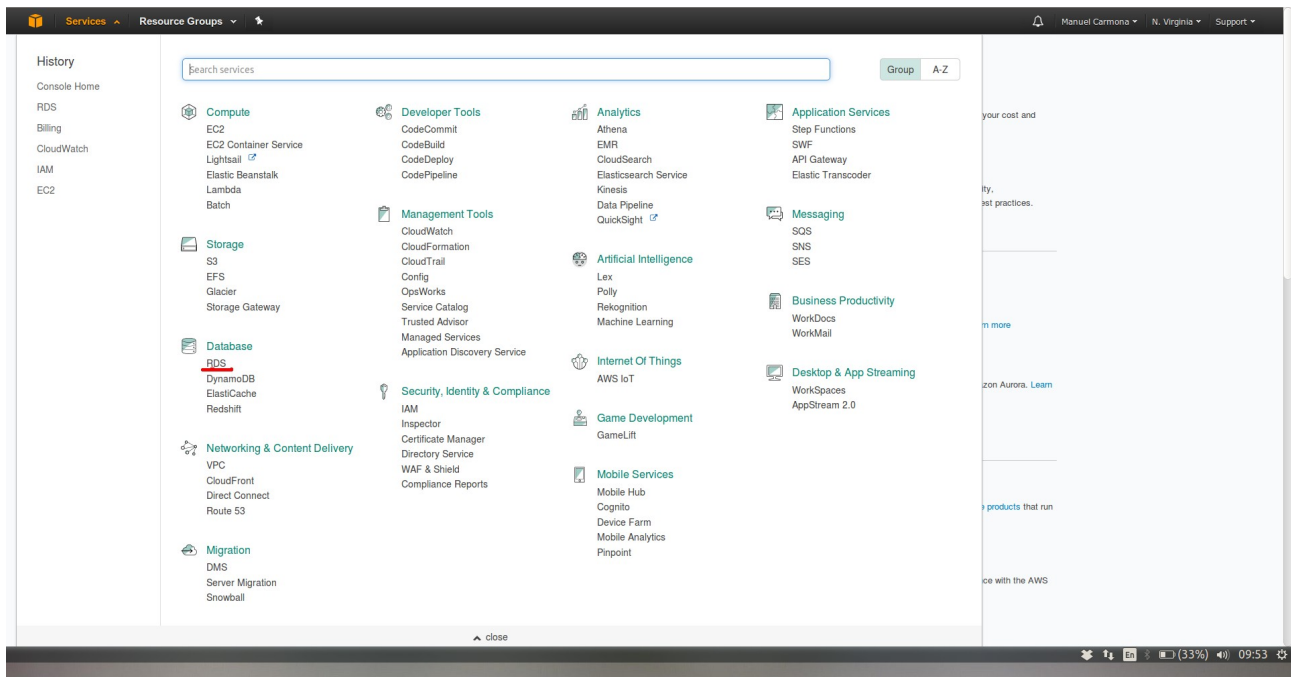 Services Resource Groups Manuel Carmona N. Virginia Support
History
Console Home
RDS
Billing
CloudWatch
IAM
EC2
Search services
Group A-Z
Compute
EC2
EC2 Container Service
Lightsail
Elastic Beanstalk
Lambda
Batch
Storage
S3
EFS
Glacier
Storage Gateway
Database
RDS
DynamoDB
ElastiCache
Redshift
Networking & Content Delivery
VPC
CloudFront
Direct Connect
Route 53
Migration
DMS
Server Migration
Snowball
Developer Tools
CodeCommit
CodeBuild
CodeDeploy
CodePipeline
Management Tools
CloudWatch
CloudFormation
CloudTrail
Config
OpsWorks
Service Catalog
Trusted Advisor
Managed Services
Application Discovery Service
Security, Identity & Compliance
IAM
Inspector
Certificate Manager
Directory Service
WAF & Shield
Compliance Reports
Analytics
Athena
EMR
CloudSearch
Elasticsearch Service
Kinesis
Data Pipeline
QuickSight
Artificial Intelligence
Lex
Polly
Rekognition
Machine Learning
Internet Of Things
AWS IoT
Game Development
GameLift
Mobile Services
Mobile Hub
Cognito
Device Farm
Mobile Analytics
Pinpoint
Application Services
Step Functions
SWF
API Gateway
Elastic Transcoder
Messaging
SQS
SNS
SES
Business Productivity
WorkDocs
WorkMail
Desktop & App Streaming
WorkSpaces
AppStream 2.0
your cost and
ity,
est practices.
rn more
zon Aurora. Learn
products that run
ce with the AWS
close
En (33%) 09:53